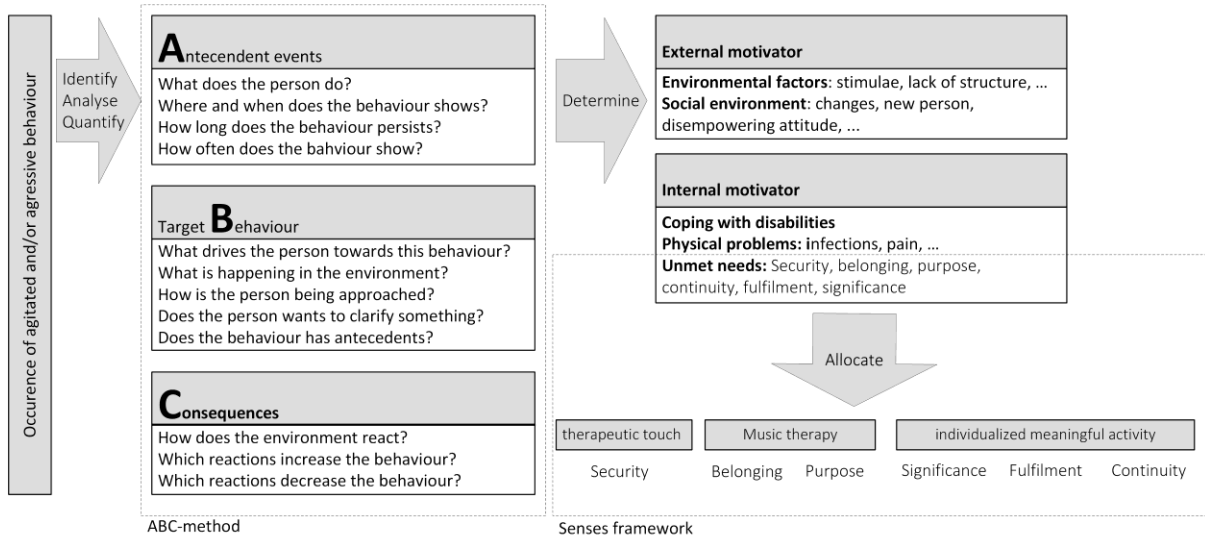 Occurence of agitated and/or agressive behaviour
Identify
Analyse
Quantify
Antecendent events
What does the person do?
Where and when does the behaviour shows?
How long does the behaviour persists?
How often does the bahviour show?
Target Behaviour
What drives the person towards this behaviour?
What is happening in the environment?
How is the person being approached?
Does the person wants to clarify something?
Does the behaviour has antecedents?
Consequences
How does the environment react?
Which reactions increase the behaviour?
Which reactions decrease the behaviour?
ABC-method
Determine
External motivator
Environmental factors: stimulae, lack of structure, ...
Social environment: changes, new person,
disempowering attitude, ...
Internal motivator
Coping with disabilities
Physical problems: infections, pain, ...
Unmet needs: Security, belonging, purpose,
continuity, fulfilment, significance
Allocate
therapeutic touch
Security
Music therapy
Belonging Purpose
individualized meaningful activity
Significance Fulfilment Continuity
Senses framework